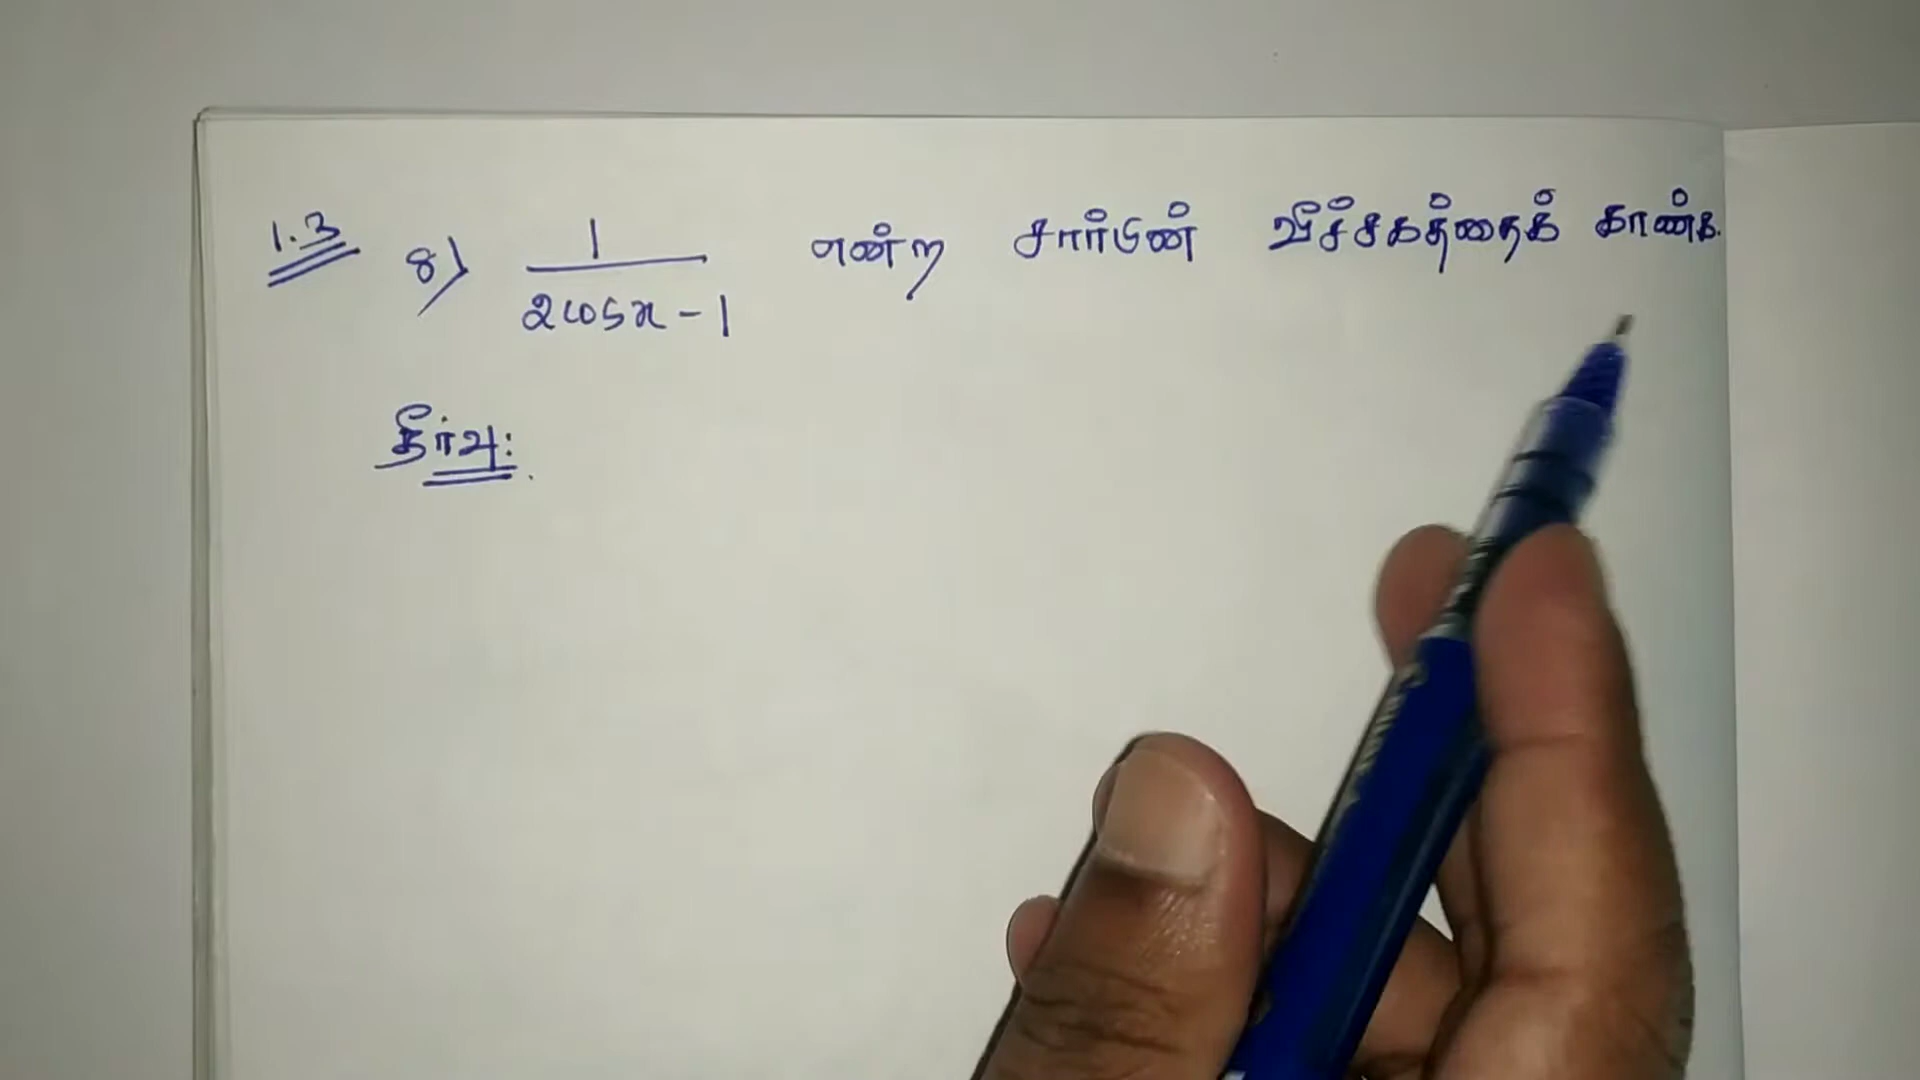 1.3 8) 1 / 2cosx - 1 என்ற சார்பின் வீச்சகத்தைக் காண்க.
தீர்வு: